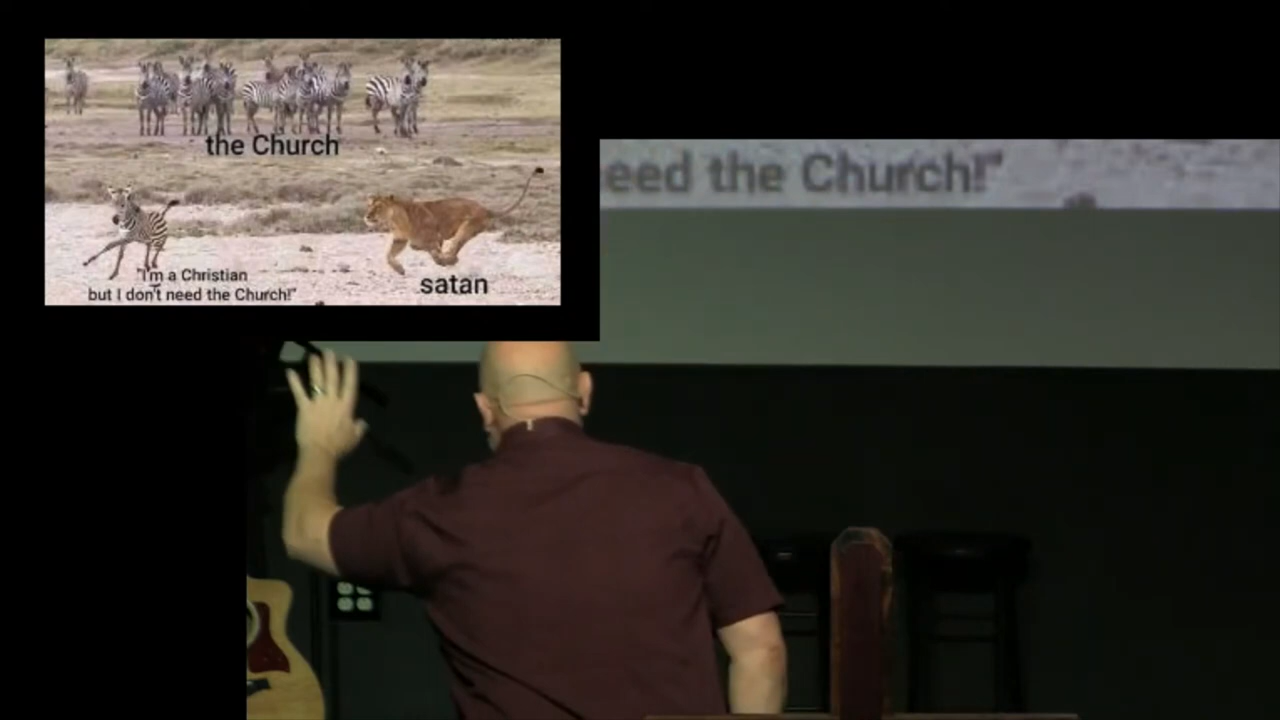 the Church
"I'm a Christian
but I don't need the Church!"
satan
eed the Church!"